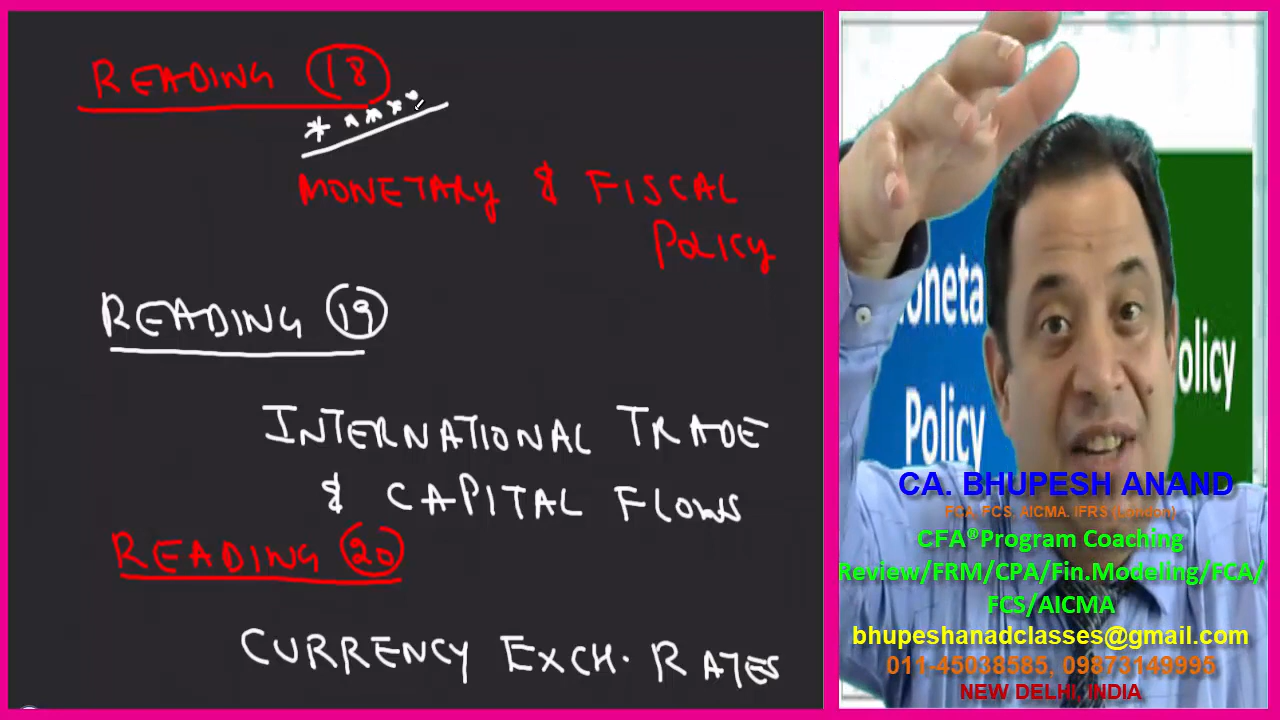 READING 18
* * * * *
MONETARY & FISCAL
POLICY
READING 19
INTERNATIONAL TRADE
& CAPITAL FLOWS
READING 20
CURRENCY EXCH. RATES
oneta
Policy
olicy
CA. BHUPESH ANAND
FCA, FCS, AICMA, IFRS (London)
CFA®Program Coaching
Review/FRM/CPA/Fin.Modeling/FCA/
FCS/AICMA
bhupeshanadclasses@gmail.com
011-45038585, 09873149995
NEW DELHI, INDIA